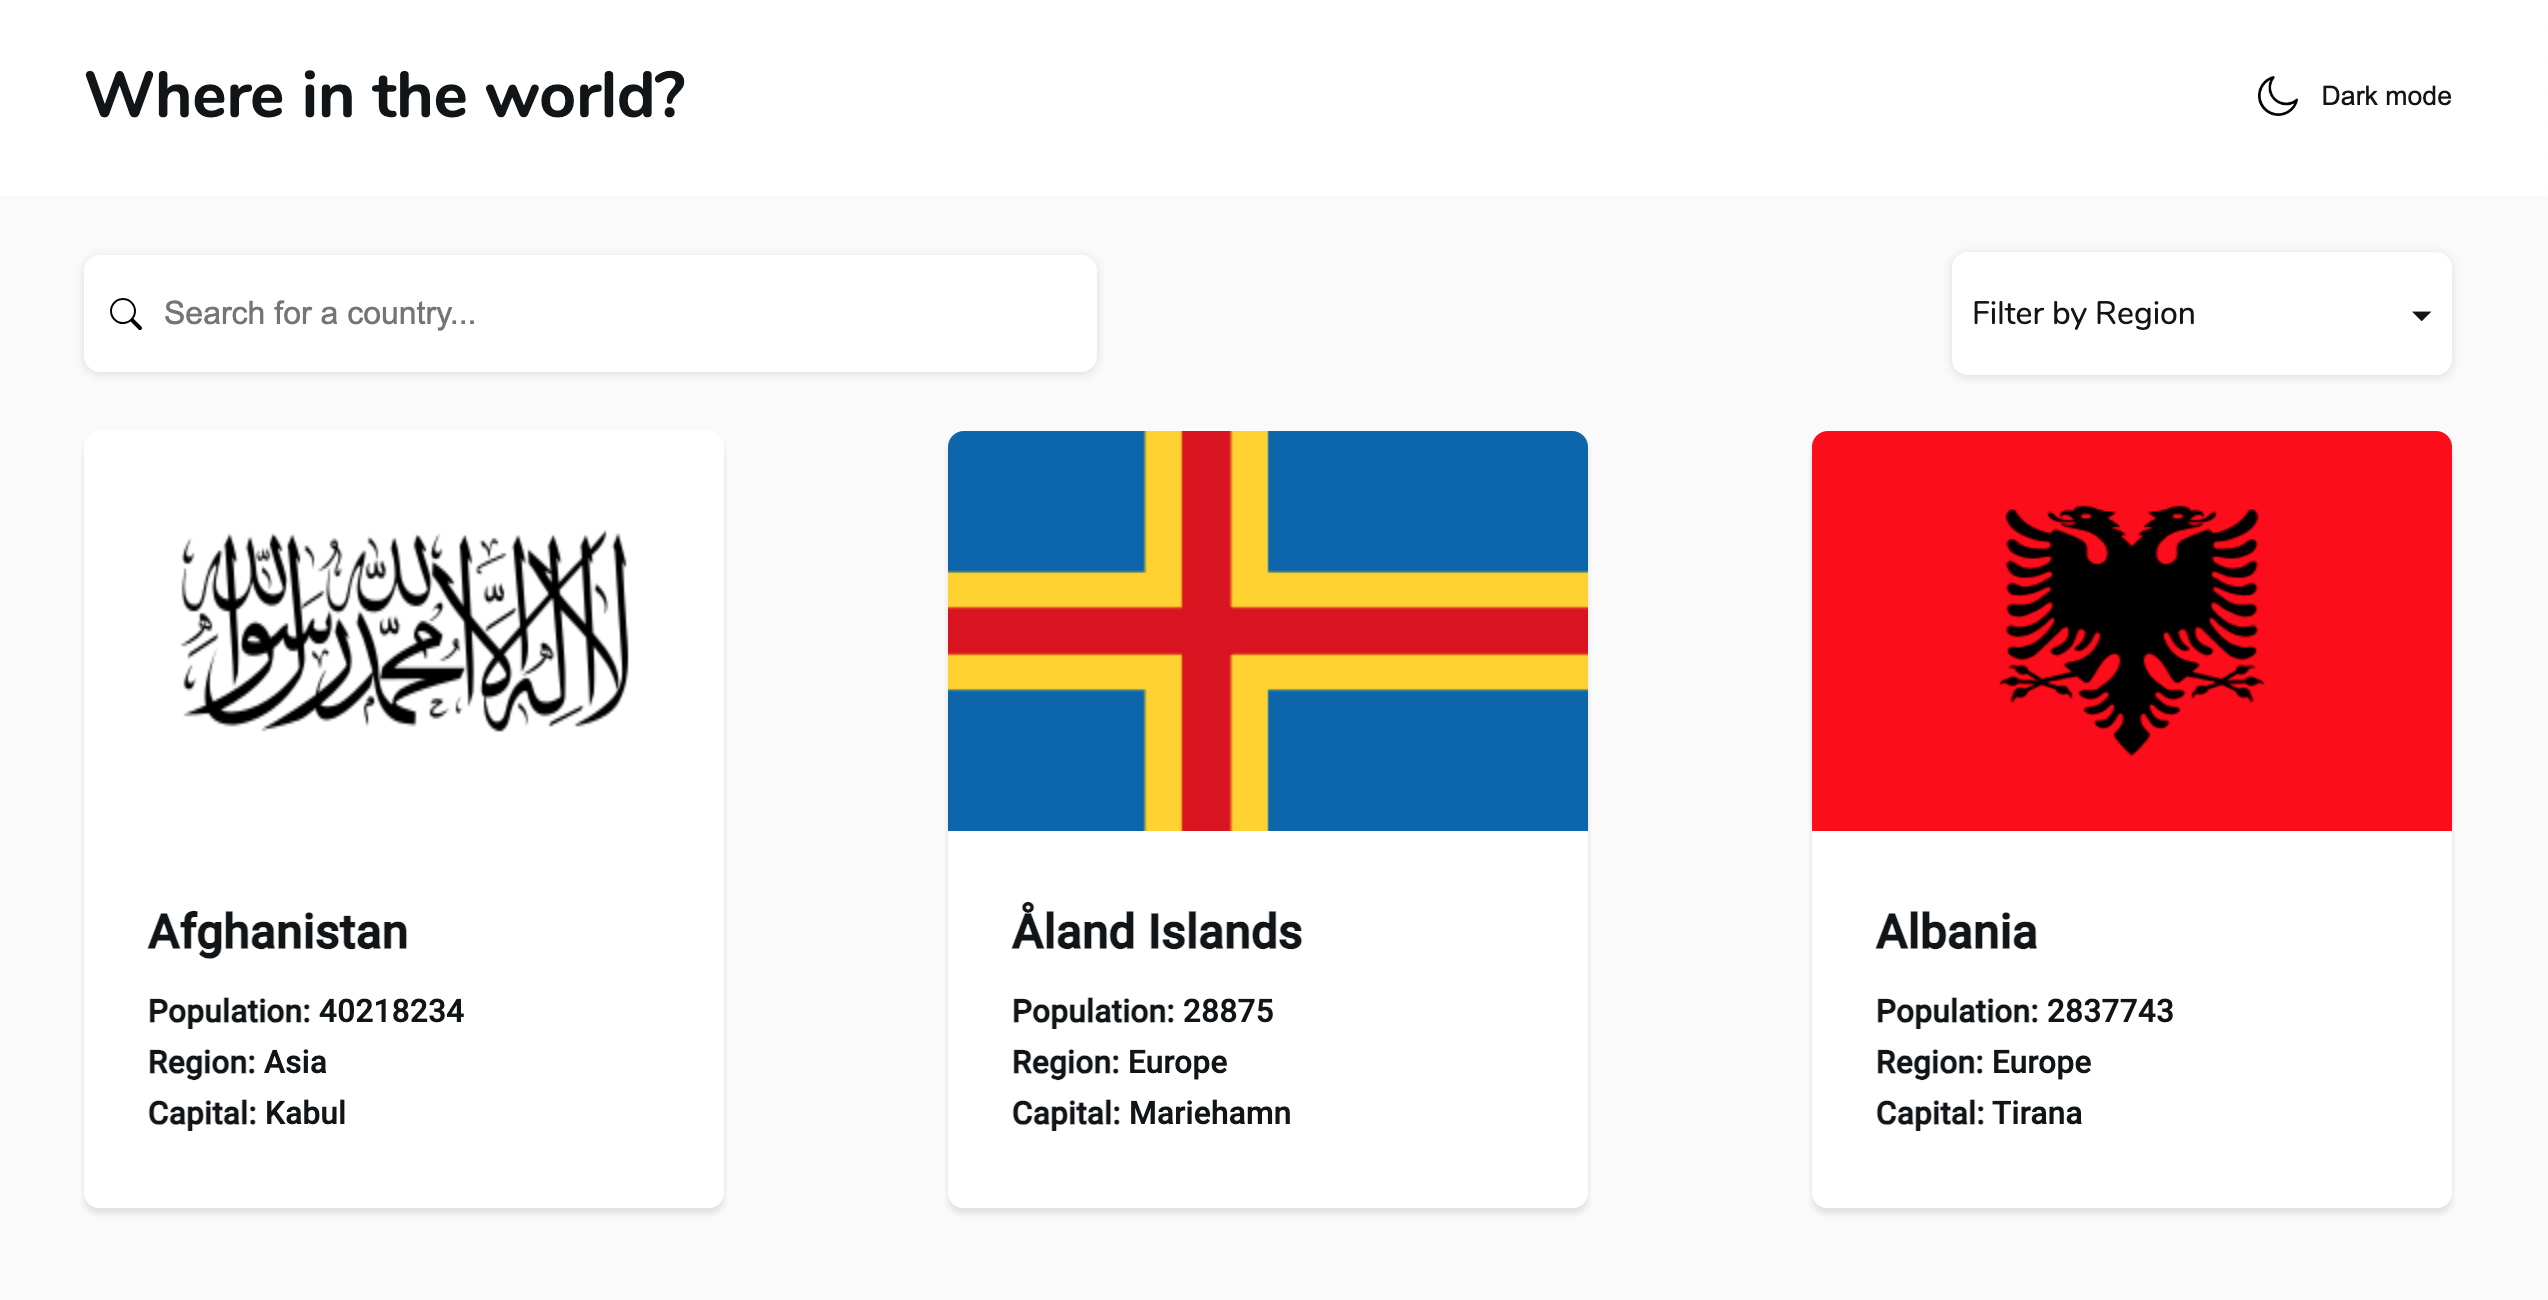 Where in the world?
Dark mode
Search for a country...
Filter by Region
لا إله إلا الله محمد رسول الله
Afghanistan
Population: 40218234
Region: Asia
Capital: Kabul
Åland Islands
Population: 28875
Region: Europe
Capital: Mariehamn
Albania
Population: 2837743
Region: Europe
Capital: Tirana